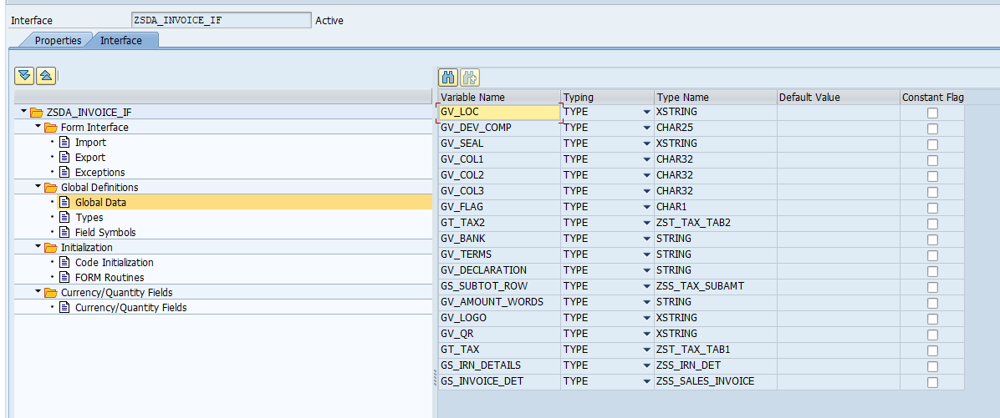 Interface ZSDA_INVOICE_IF Active
Properties Interface
ZSDA_INVOICE_IF
Form Interface
Import
Export
Exceptions
Global Definitions
Global Data
Types
Field Symbols
Initialization
Code Initialization
FORM Routines
Currency/Quantity Fields
Currency/Quantity Fields
Variable Name Typing Type Name Default Value Constant Flag
GV_LOC TYPE XSTRING
GV_DEV_COMP TYPE CHAR25
GV_SEAL TYPE XSTRING
GV_COL1 TYPE CHAR32
GV_COL2 TYPE CHAR32
GV_COL3 TYPE CHAR32
GV_FLAG TYPE CHAR1
GT_TAX2 TYPE ZST_TAX_TAB2
GV_BANK TYPE STRING
GV_TERMS TYPE STRING
GV_DECLARATION TYPE STRING
GS_SUBTOT_ROW TYPE ZSS_TAX_SUBAMT
GV_AMOUNT_WORDS TYPE STRING
GV_LOGO TYPE XSTRING
GV_QR TYPE XSTRING
GT_TAX TYPE ZST_TAX_TAB1
GS_IRN_DETAILS TYPE ZSS_IRN_DET
GS_INVOICE_DET TYPE ZSS_SALES_INVOICE